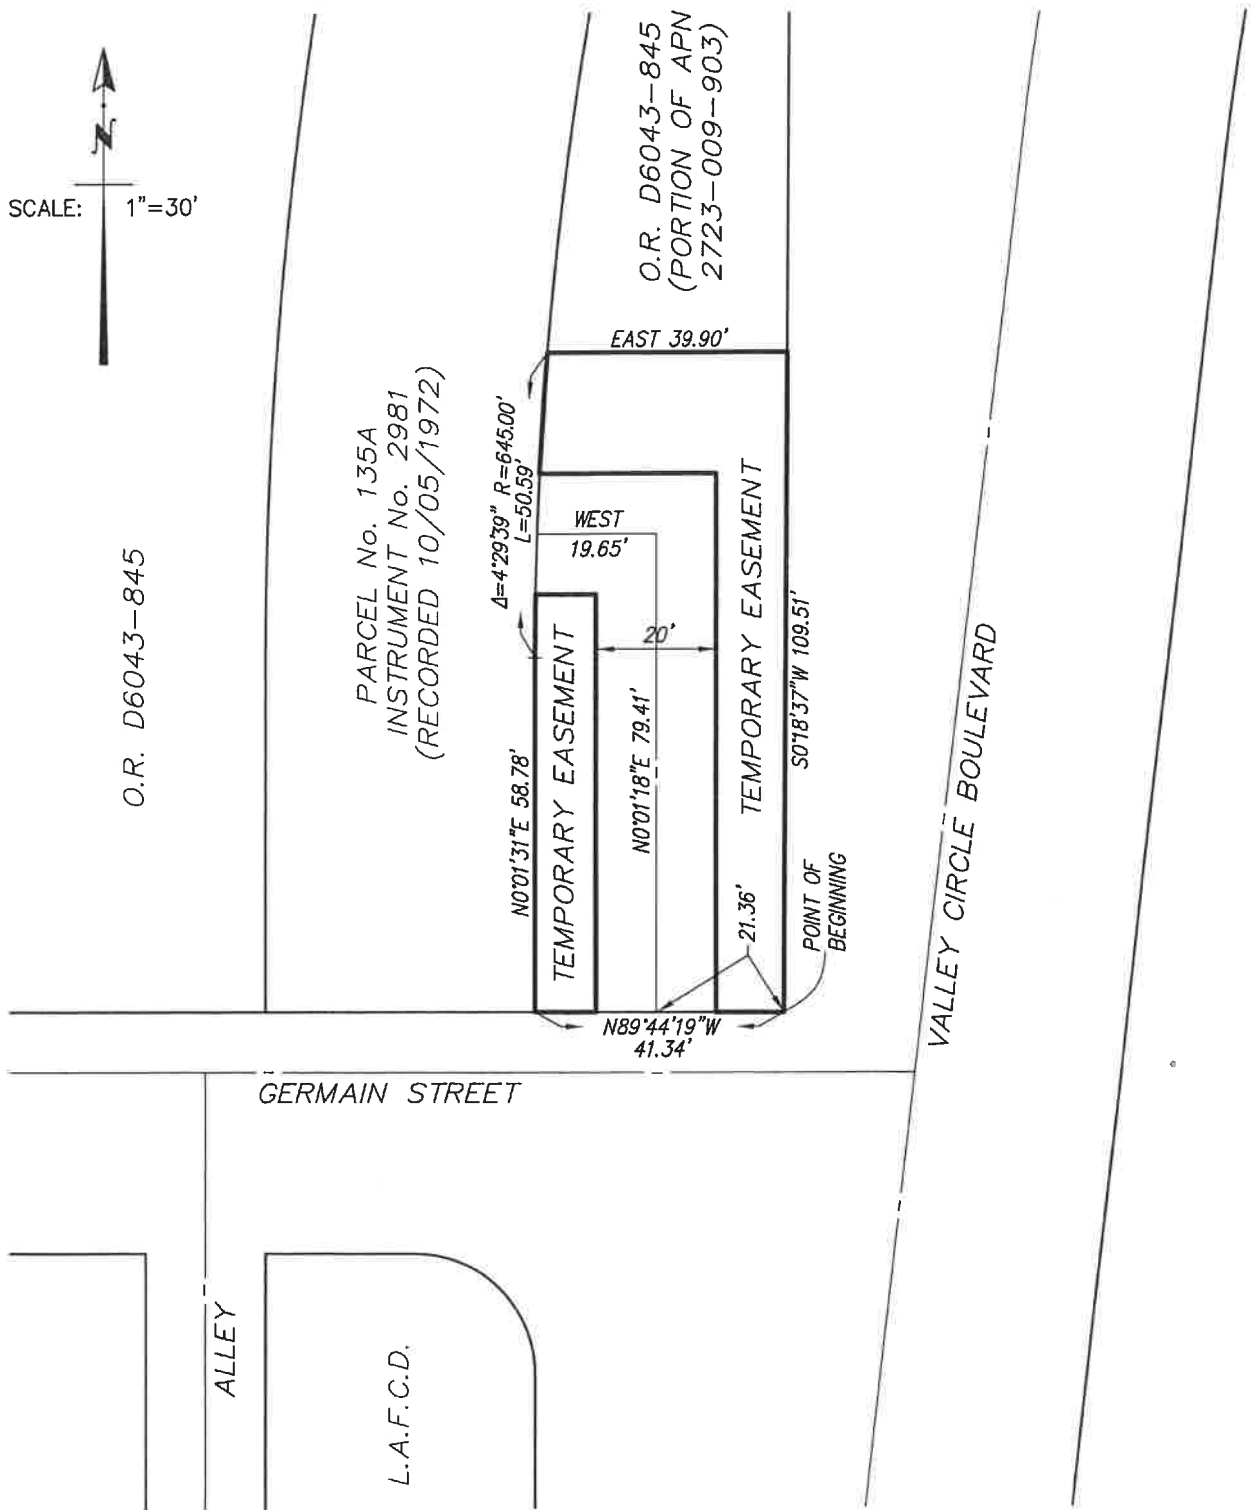 O.R. D6043-845
(PORTION OF APN
2723-009-903)
N
SCALE: 1"=30'
EAST 39.90'
PARCEL No. 135A
INSTRUMENT No. 2981
(RECORDED 10/05/1972)
Δ=4°29'39" R=645.00'
L=50.59'
WEST
19.65'
O.R. D6043-845
20'
TEMPORARY EASEMENT
TEMPORARY EASEMENT
N0°01'31"E 58.78'
N0°01'18"E 79.41'
S0°18'37"W 109.51'
21.36'
POINT OF
BEGINNING
VALLEY CIRCLE BOULEVARD
N89°44'19"W
41.34'
GERMAIN STREET
ALLEY
L.A.F.C.D.